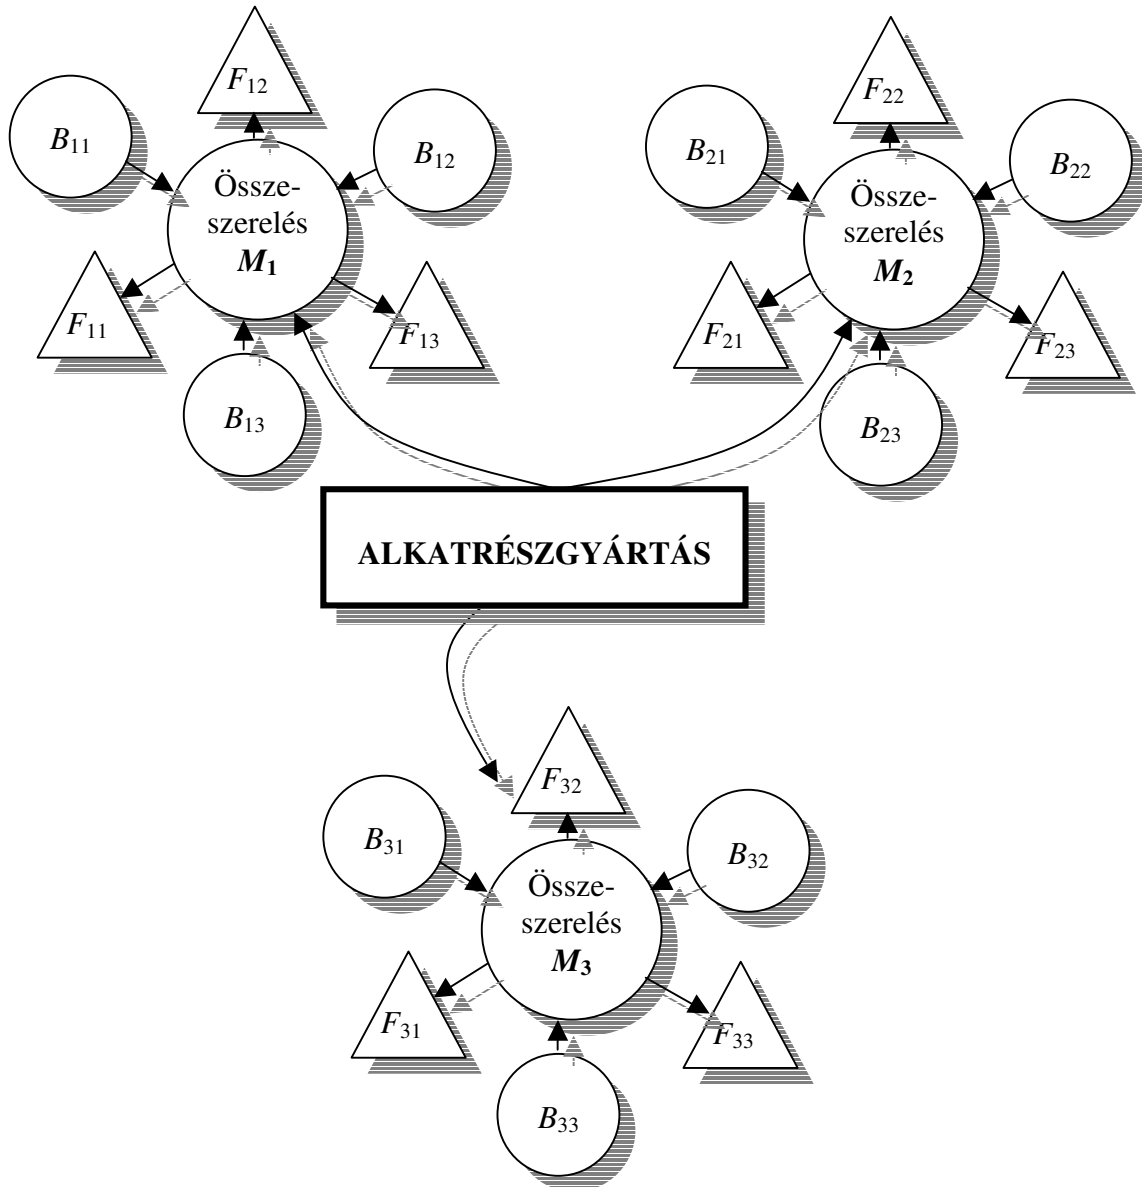 F12
B11
B12
Össze-
szerelés
M1
F11
F13
B13
F22
B21
B22
Össze-
szerelés
M2
F21
F23
B23
ALKATRÉSZGYÁRTÁS
F32
B31
B32
Össze-
szerelés
M3
F31
F33
B33